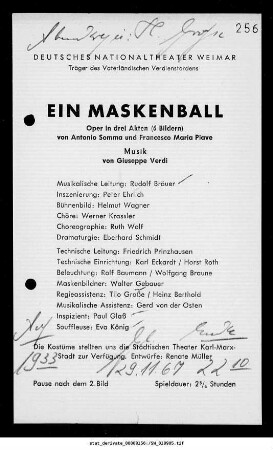 256
DEUTSCHES NATIONALTHEATER WEIMAR
Träger des Vaterländischen Verdienstordens
EIN MASKENBALL
Oper in drei Akten (6 Bildern)
von Antonio Somma und Francesco Maria Piave
Musik
von Giuseppe Verdi
Musikalische Leitung: Rudolf Bräuer
Inszenierung: Peter Ehrlich
Bühnenbild: Helmut Wagner
Chöre: Werner Krassler
Choreographie: Ruth Wolf
Dramaturgie: Eberhard Schmidt
Technische Leitung: Friedrich Prinzhausen
Technische Einrichtung: Karl Eckardt / Horst Roth
Beleuchtung: Ralf Baumann / Wolfgang Braune
Maskenbildner: Walter Gebauer
Regieassistenz: Tilo Große / Heinz Berthold
Musikalische Assistenz: Gerd von der Osten
Inspizient: Paul Glaß
Souffleuse: Eva König
Die Kostüme stellten uns die Städtischen Theater Karl-Marx-
Stadt zur Verfügung. Entwürfe: Renate Müller
1933 29.11.67 22 10
Pause nach dem 2. Bild Spieldauer: 2¾ Stunden